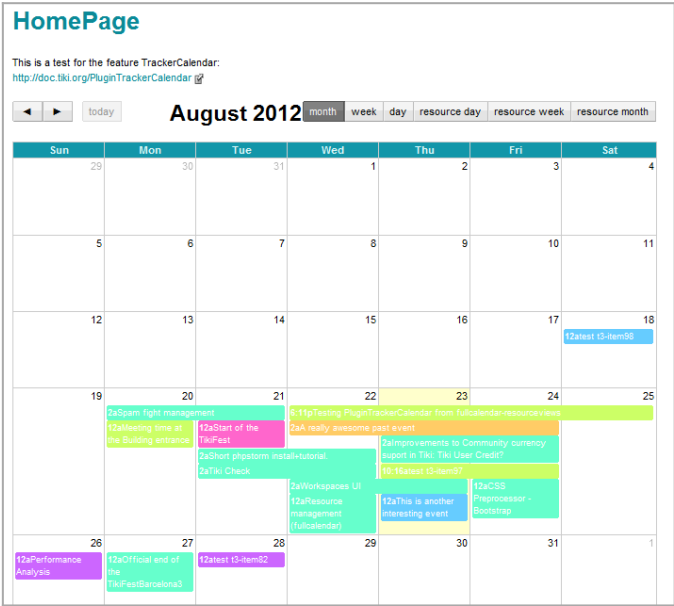 HomePage
This is a test for the feature TrackerCalendar:
http://doc.tiki.org/PluginTrackerCalendar
today
August 2012
month week day resource day resource week resource month
Sun Mon Tue Wed Thu Fri Sat
29 30 31 1 2 3 4
5 6 7 8 9 10 11
12 13 14 15 16 17 18
12atest t3-item98
19 20 21 22 23 24 25
2aSpam fight management
6:11pTesting PluginTrackerCalendar from fullcalendar-resourceviews
12aMeeting time at
the Building entrance
12aStart of the
TikiFest
2aA really awesome past event
2aImprovements to Community currency
suport in Tiki: Tiki User Credit?
2aShort phpstorm install+tutorial.
2aTiki Check
10:16atest t3-item97
2aWorkspaces UI
12aResource
management
(fullcalendar)
12aThis is another
interesting event
12aCSS
Preprocessor -
Bootstrap
26 27 28 29 30 31 1
12aPerformance
Analysis
12aOfficial end of
the
TikiFestBarcelona3
12atest t3-item82